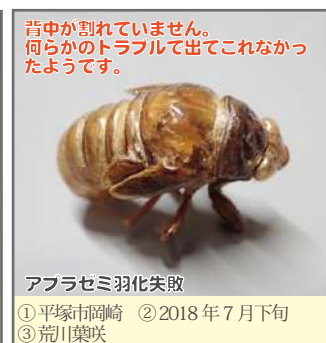 背中が割れていません。
何らかのトラブルで出てこれなかっ
たようです。
アブラゼミ羽化失敗
①平塚市岡崎 ②2018年7月下旬
③荒川葉咲